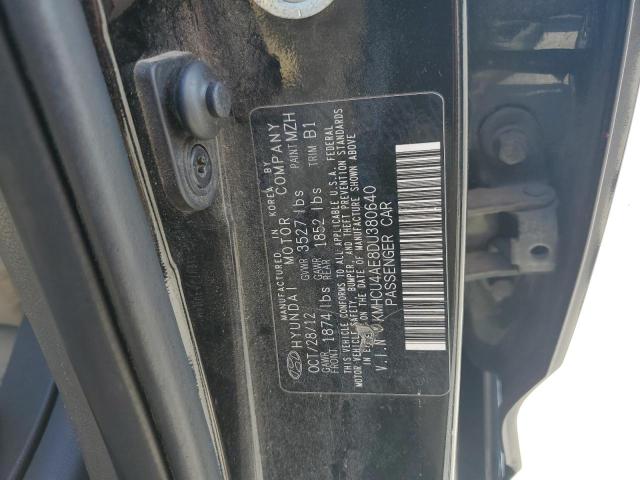 MANUFACTURED IN KOREA BY
HYUNDAI MOTOR COMPANY
OCT/28/12 GVWR 3527 lbs PAINT MZH
GAWR FRONT 1874 lbs GAWR REAR 1852 lbs TRIM B1
THIS VEHICLE CONFORMS TO ALL APPLICABLE U.S.A. FEDERAL
MOTOR VEHICLE SAFETY, BUMPER, AND THEFT PREVENTION STANDARDS
IN EFFECT ON THE DATE OF MANUFACTURE SHOWN ABOVE
V.I.N KMHCU4AE8DU380640
PASSENGER CAR